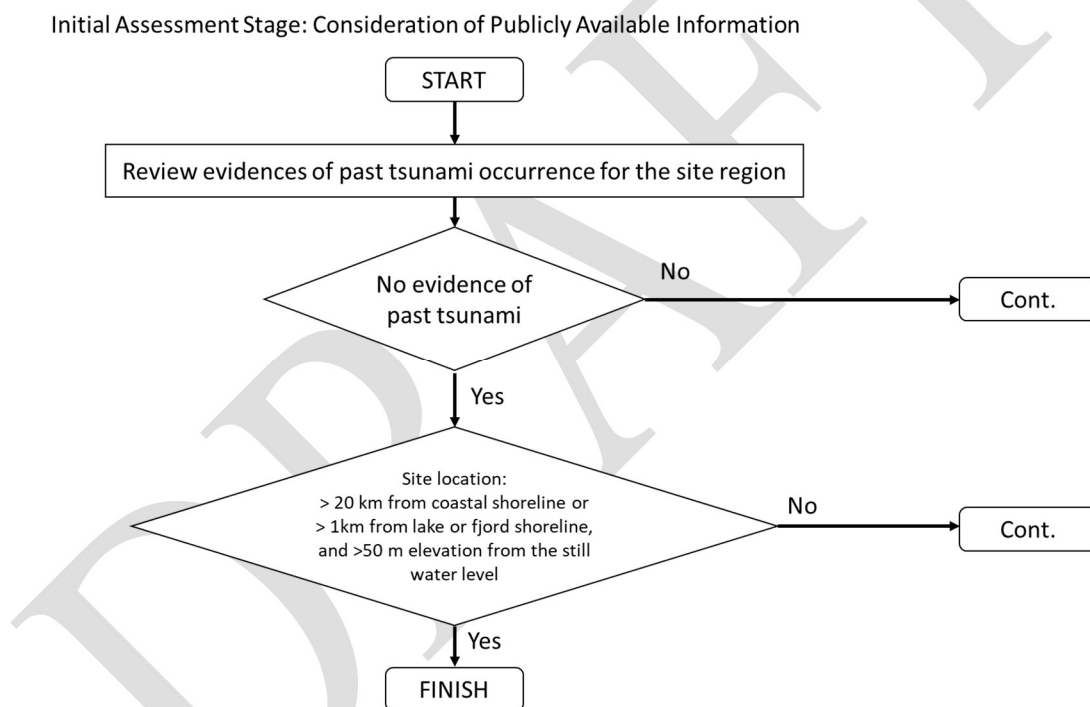 Initial Assessment Stage: Consideration of Publicly Available Information
START
Review evidences of past tsunami occurrence for the site region
No evidence of
past tsunami
No
Cont.
Yes
Site location:
> 20 km from coastal shoreline or
> 1km from lake or fjord shoreline,
and >50 m elevation from the still
water level
No
Cont.
Yes
FINISH
DRAFT